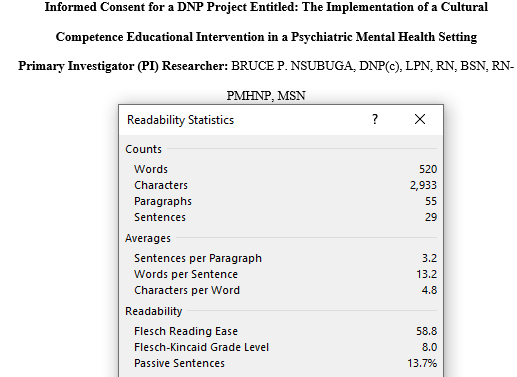 Informed Consent for a DNP Project Entitled: The Implementation of a Cultural
Competence Educational Intervention in a Psychiatric Mental Health Setting
Primary Investigator (PI) Researcher: BRUCE P. NSUBUGA, DNP(c), LPN, RN, BSN, RN-
PMHNP, MSN
Readability Statistics ? ×
Counts
Words 520
Characters 2,933
Paragraphs 55
Sentences 29
Averages
Sentences per Paragraph 3.2
Words per Sentence 13.2
Characters per Word 4.8
Readability
Flesch Reading Ease 58.8
Flesch-Kincaid Grade Level 8.0
Passive Sentences 13.7%